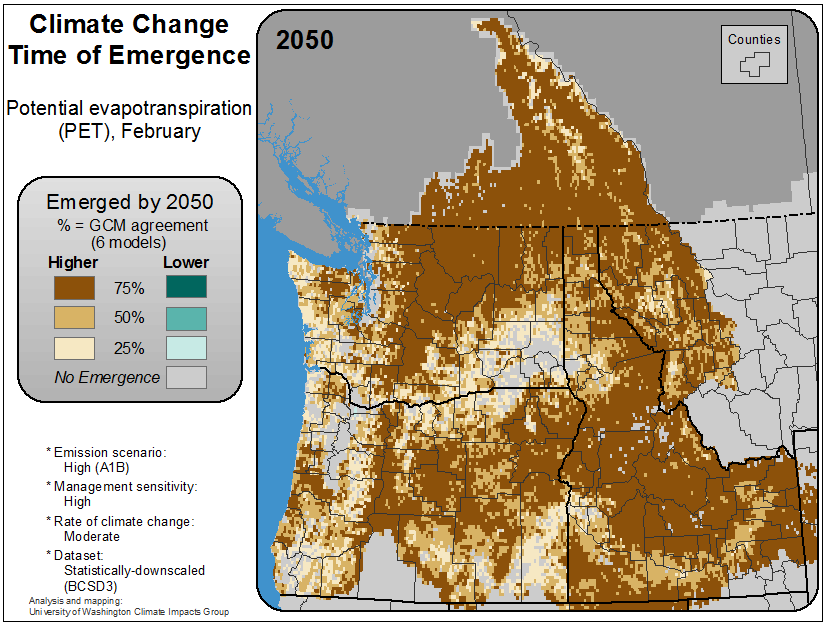 Climate Change
Time of Emergence
Potential evapotranspiration
(PET), February
Emerged by 2050
% = GCM agreement
(6 models)
Higher Lower
75%
50%
25%
No Emergence
* Emission scenario:
High (A1B)
* Management sensitivity:
High
* Rate of climate change:
Moderate
* Dataset:
Statistically-downscaled
(BCSD3)
Analysis and mapping:
University of Washington Climate Impacts Group
2050
Counties